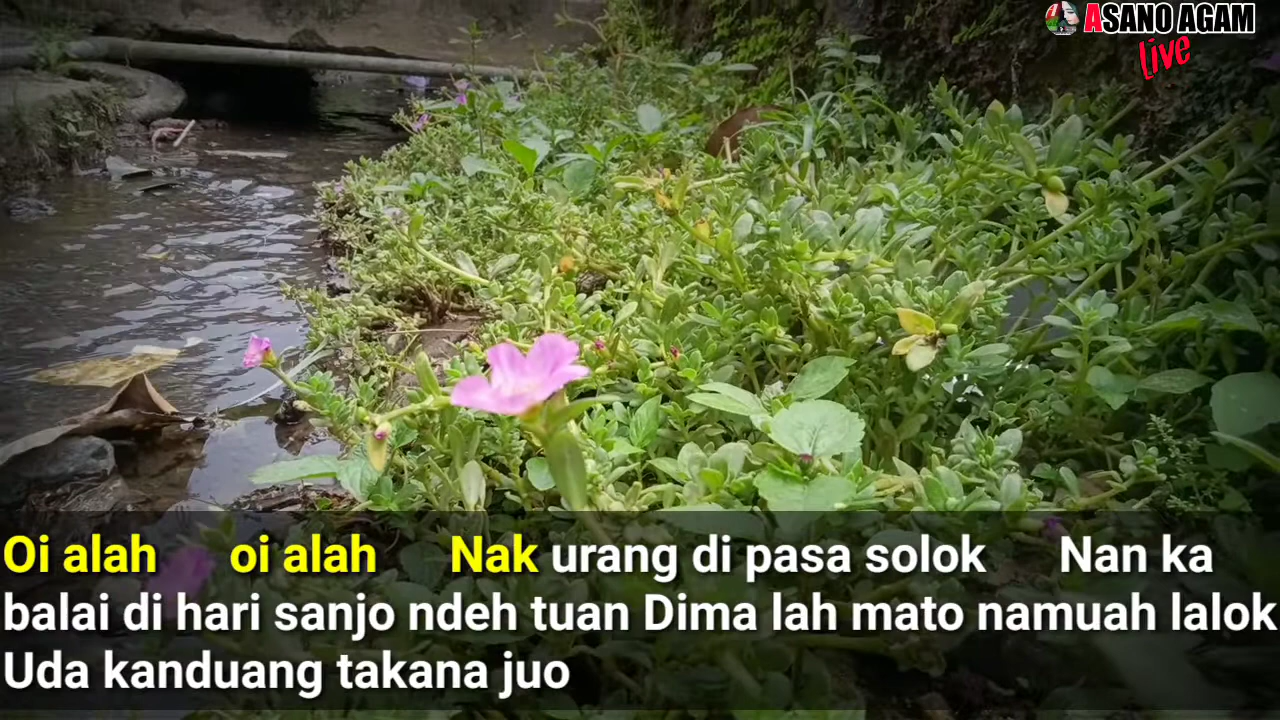 ASANO AGAM
live
Oi alah oi alah Nak urang di pasa solok Nan ka
balai di hari sanjo ndeh tuan Dima lah mato namuah lalok
Uda kanduang takana juo